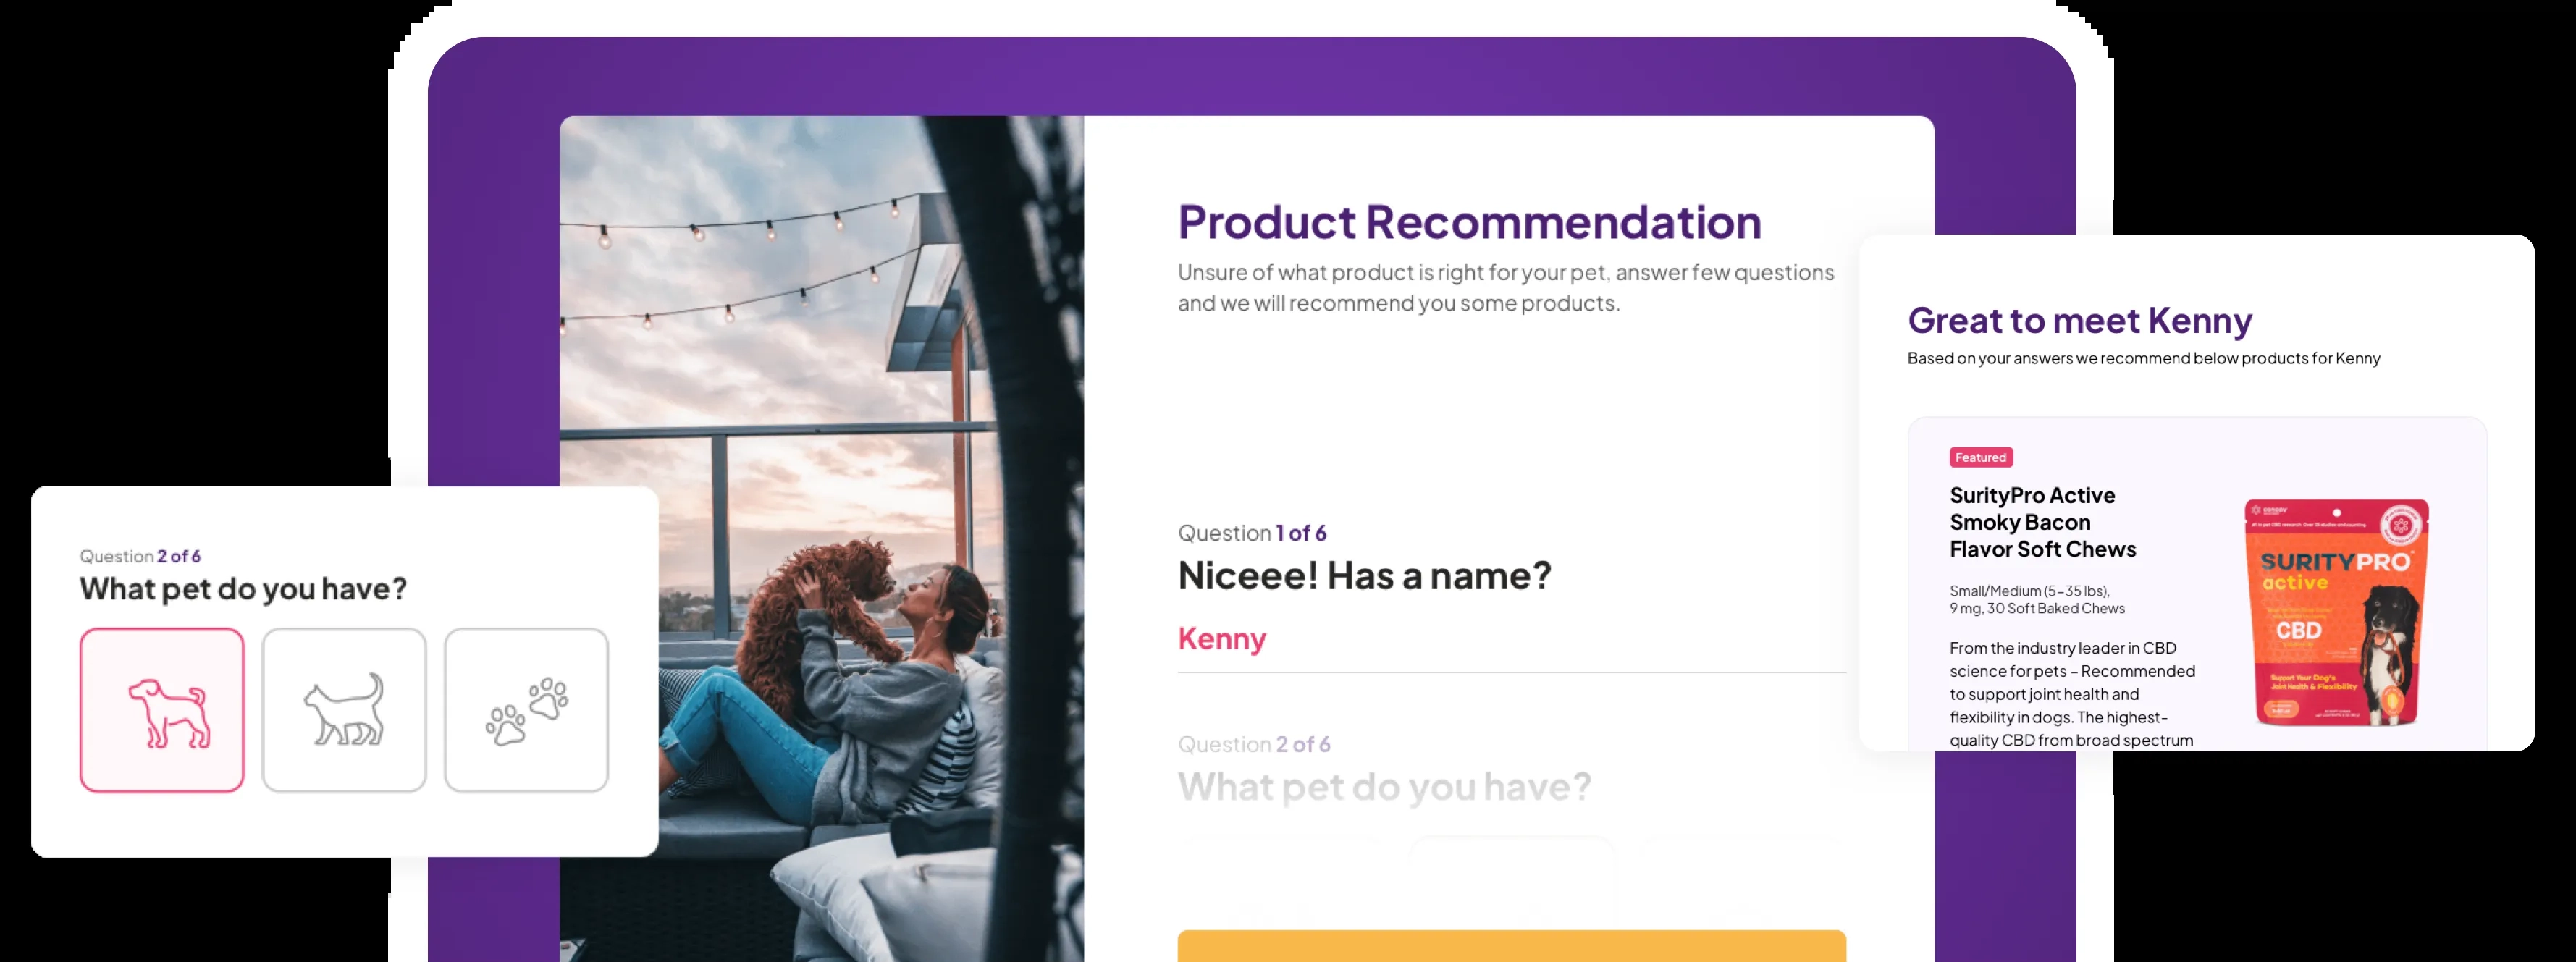 Product Recommendation
Unsure of what product is right for your pet, answer few questions
and we will recommend you some products.
Question 1 of 6
Niceee! Has a name?
Kenny
Question 2 of 6
What pet do you have?
Question 2 of 6
What pet do you have?
Great to meet Kenny
Based on your answers we recommend below products for Kenny
Featured
SurityPro Active
Smoky Bacon
Flavor Soft Chews
Small/Medium (5-35 lbs),
9 mg, 30 Soft Baked Chews
From the industry leader in CBD
science for pets – Recommended
to support joint health and
flexibility in dogs. The highest-
quality CBD from broad spectrum
canopy
SURITYPRO
active
CBD
Support Your Dog's
Joint Health & Flexibility